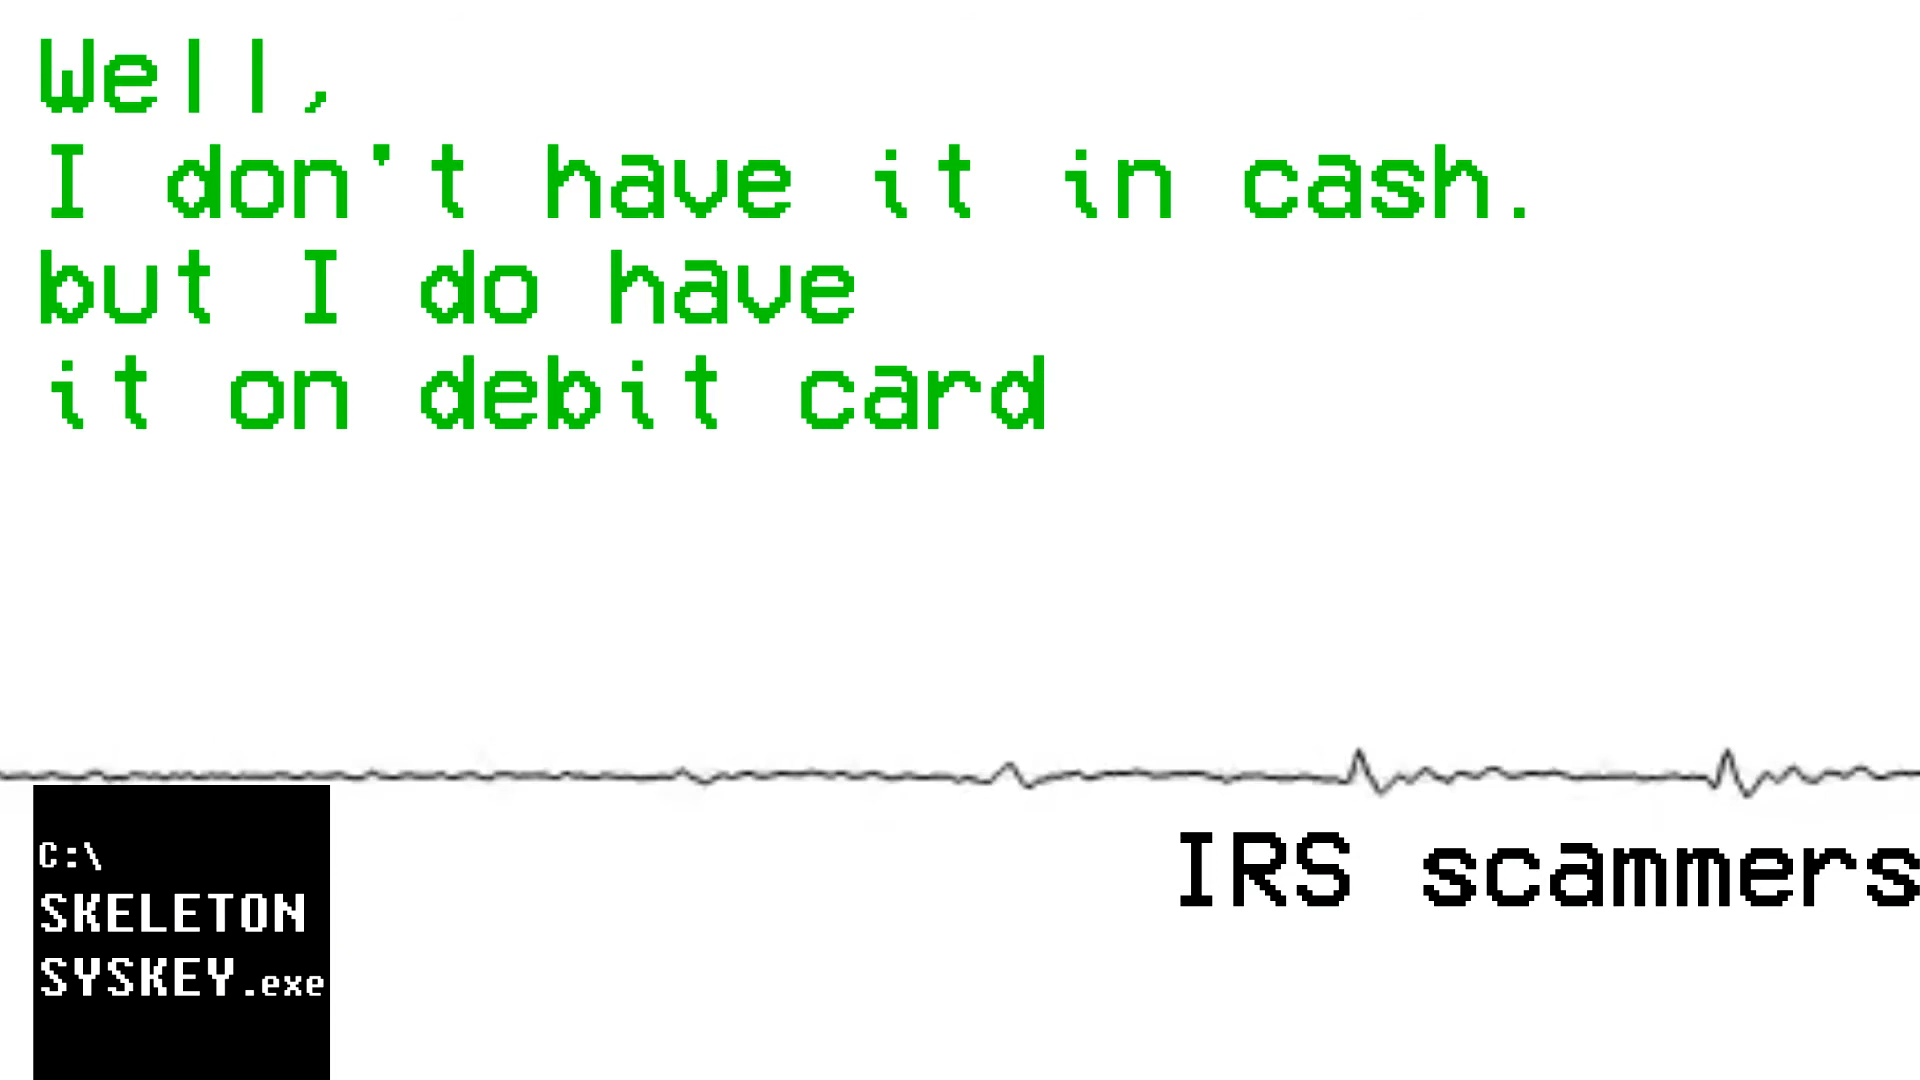 Well,
I don't have it in cash.
but I do have
it on debit card
C:\
SKELETON
SYSKEY.exe
IRS scammers